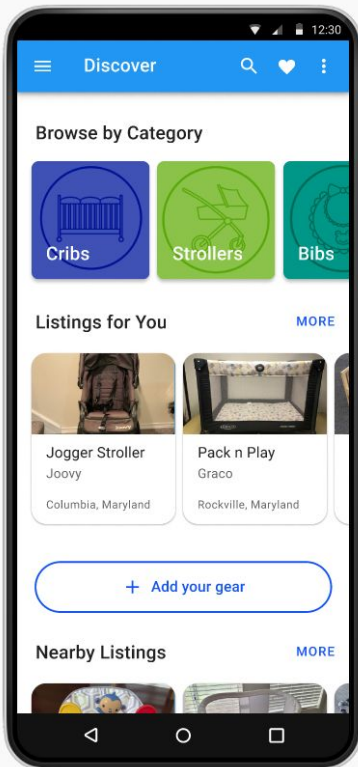 12:30
Discover
Browse by Category
Cribs Strollers Bibs
Listings for You MORE
Jogger Stroller Pack n Play
Joovy Graco
Columbia, Maryland Rockville, Maryland
+ Add your gear
Nearby Listings MORE